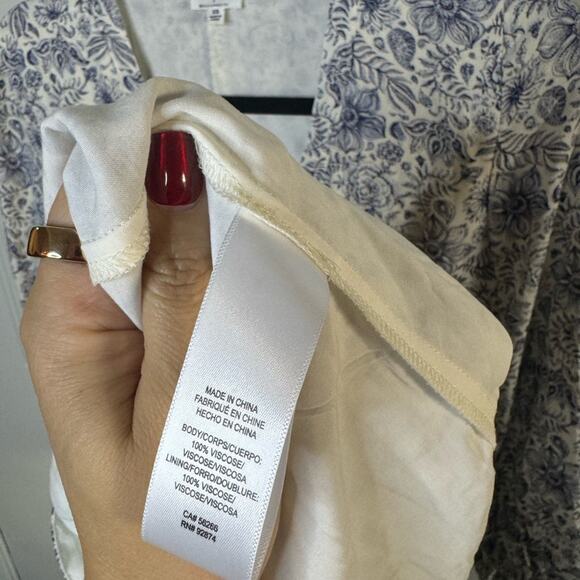 MADE IN CHINA
FABRIQUÉ EN CHINE
HECHO EN CHINA
BODY/CORPS/CUERPO:
100% VISCOSE/
VISCOSE/VISCOSA
LINING/FORRO/DOUBLURE:
100% VISCOSE/
VISCOSE/VISCOSA
CA# 56266
RN# 92874